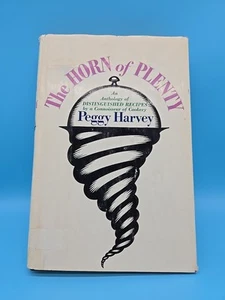 The HORN of PLENTY
An
Anthology of
DISTINGUISHED RECIPES
by a Connoisseur of Cookery
Peggy Harvey